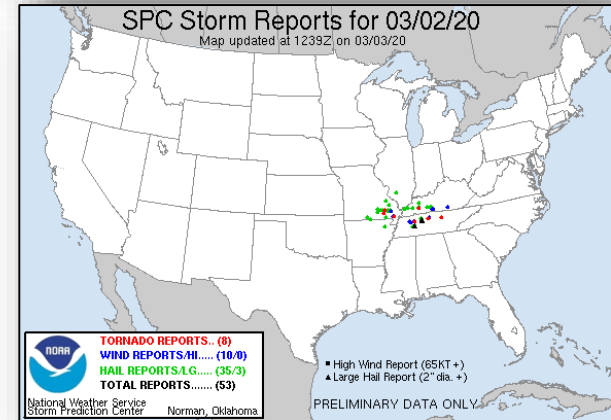 SPC Storm Reports for 03/02/20
Map updated at 1239Z on 03/03/20
NOAA
TORNADO REPORTS.. (8)
WIND REPORTS/HI..... (10/0)
HAIL REPORTS/LG..... (35/3)
TOTAL REPORTS....... (53)
National Weather Service
Storm Prediction Center Norman, Oklahoma
High Wind Report (65KT +)
Large Hail Report (2" dia. +)
PRELIMINARY DATA ONLY